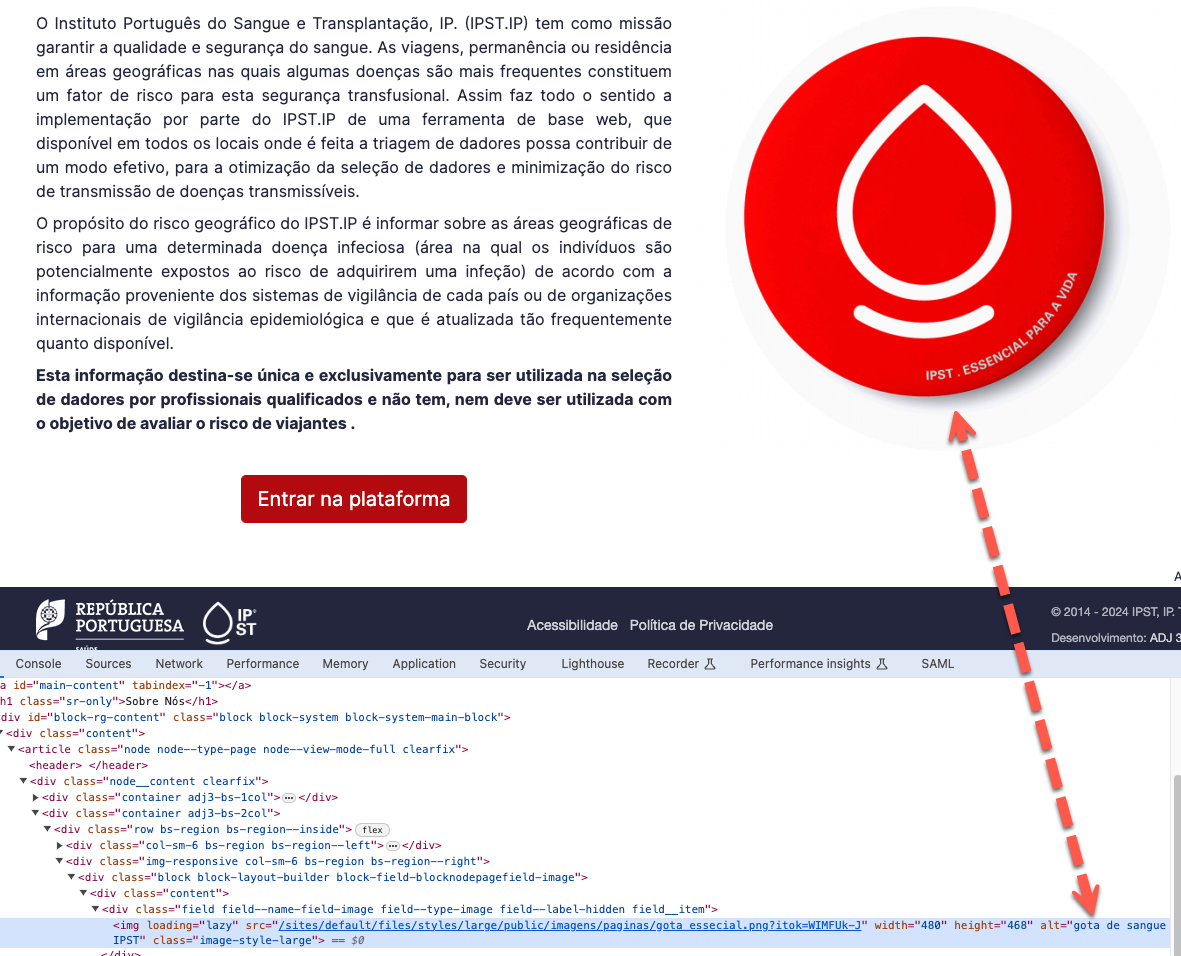 O Instituto Português do Sangue e Transplantação, IP. (IPST.IP) tem como missão
garantir a qualidade e segurança do sangue. As viagens, permanência ou residência
em áreas geográficas nas quais algumas doenças são mais frequentes constituem
um fator de risco para esta segurança transfusional. Assim faz todo o sentido a
implementação por parte do IPST.IP de uma ferramenta de base web, que
disponível em todos os locais onde é feita a triagem de dadores possa contribuir de
um modo efetivo, para a otimização da seleção de dadores e minimização do risco
de transmissão de doenças transmissíveis.
O propósito do risco geográfico do IPST.IP é informar sobre as áreas geográficas de
risco para uma determinada doença infeciosa (área na qual os indivíduos são
potencialmente expostos ao risco de adquirirem uma infeção) de acordo com a
informação proveniente dos sistemas de vigilância de cada país ou de organizações
internacionais de vigilância epidemiológica e que é atualizada tão frequentemente
quanto disponível.
Esta informação destina-se única e exclusivamente para ser utilizada na seleção
de dadores por profissionais qualificados e não tem, nem deve ser utilizada com
o objetivo de avaliar o risco de viajantes .
IPST . ESSENCIAL PARA A VIDA
Entrar na plataforma
A
REPÚBLICA
PORTUGUESA
SAÚDE
IP
ST
Acessibilidade Política de Privacidade
© 2014 - 2024 IPST, IP. T
Desenvolvimento: ADJ 3
Console Sources Network Performance Memory Application Security Lighthouse Recorder Performance insights SAML
a id="main-content" tabindex="-1"></a>
h1 class="sr-only">Sobre Nós</h1>
div id="block-rg-content" class="block block-system block-system-main-block">
<div class="content">
<article class="node node--type-page node--view-mode-full clearfix">
<header> </header>
<div class="node__content clearfix">
<div class="container adj3-bs-1col"> ••• </div>
<div class="container adj3-bs-2col">
<div class="row bs-region bs-region--inside"> flex
<div class="col-sm-6 bs-region bs-region--left"> ••• </div>
<div class="img-responsive col-sm-6 bs-region bs-region--right">
<div class="block block-layout-builder block-field-blocknodepagefield-image">
<div class="content">
<div class="field field--name-field-image field--type-image field--label-hidden field__item">
<img loading="lazy" src="/sites/default/files/styles/large/public/imagens/paginas/gota_essecial.png?itok=WIMFUk-J" width="480" height="468" alt="gota de sangue
IPST" class="image-style-large"> == $0
</div>